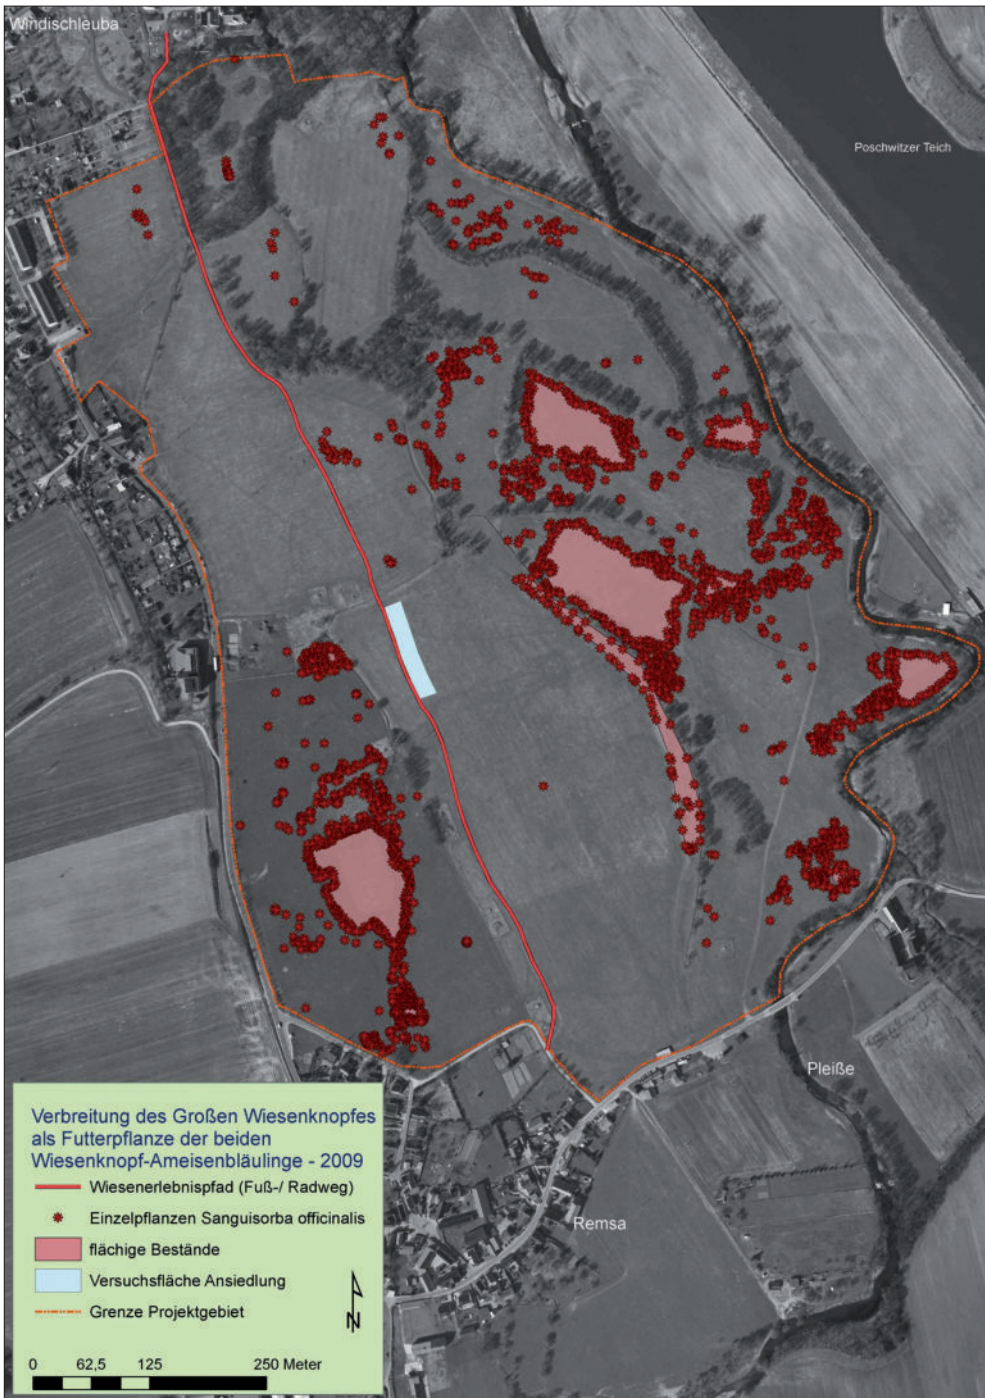 Windischleuba
Poschwitzer Teich
Pleiße
Remsa
Verbreitung des Großen Wiesenknopfes
als Futterpflanze der beiden
Wiesenknopf-Ameisenbläulinge - 2009
Wiesenerlebnispfad (Fuß-/ Radweg)
Einzelpflanzen Sanguisorba officinalis
flächige Bestände
Versuchsfläche Ansiedlung
Grenze Projektgebiet
N
0 62,5 125 250 Meter